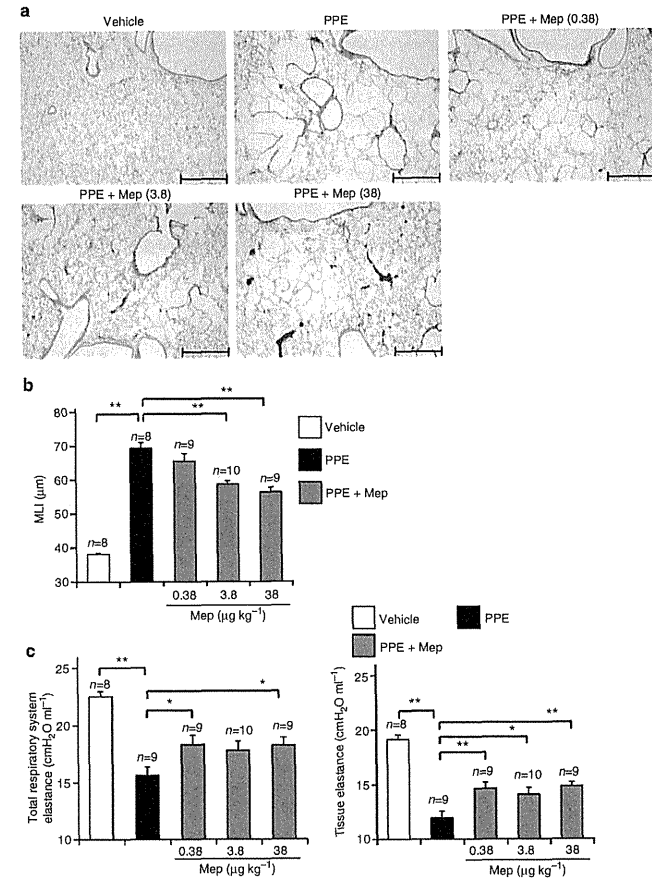 a
Vehicle PPE PPE + Mep (0.38)
PPE + Mep (3.8) PPE + Mep (38)
b
80
70
60
50
40
30
MLI (μm)
** ** **
n=8 n=8 n=9 n=10 n=9
0.38 3.8 38
Mep (μg kg⁻¹)
Vehicle
PPE
PPE + Mep
Vehicle PPE
PPE + Mep
c
25
20
15
10
Total respiratory system
elastance (cmH₂O ml⁻¹)
** * *
n=8 n=9 n=9 n=10 n=9
0.38 3.8 38
Mep (μg kg⁻¹)
25
20
15
10
Tissue elastance (cmH₂O ml⁻¹)
** ** * **
n=8 n=9 n=9 n=10 n=9
0.38 3.8 38
Mep (μg kg⁻¹)